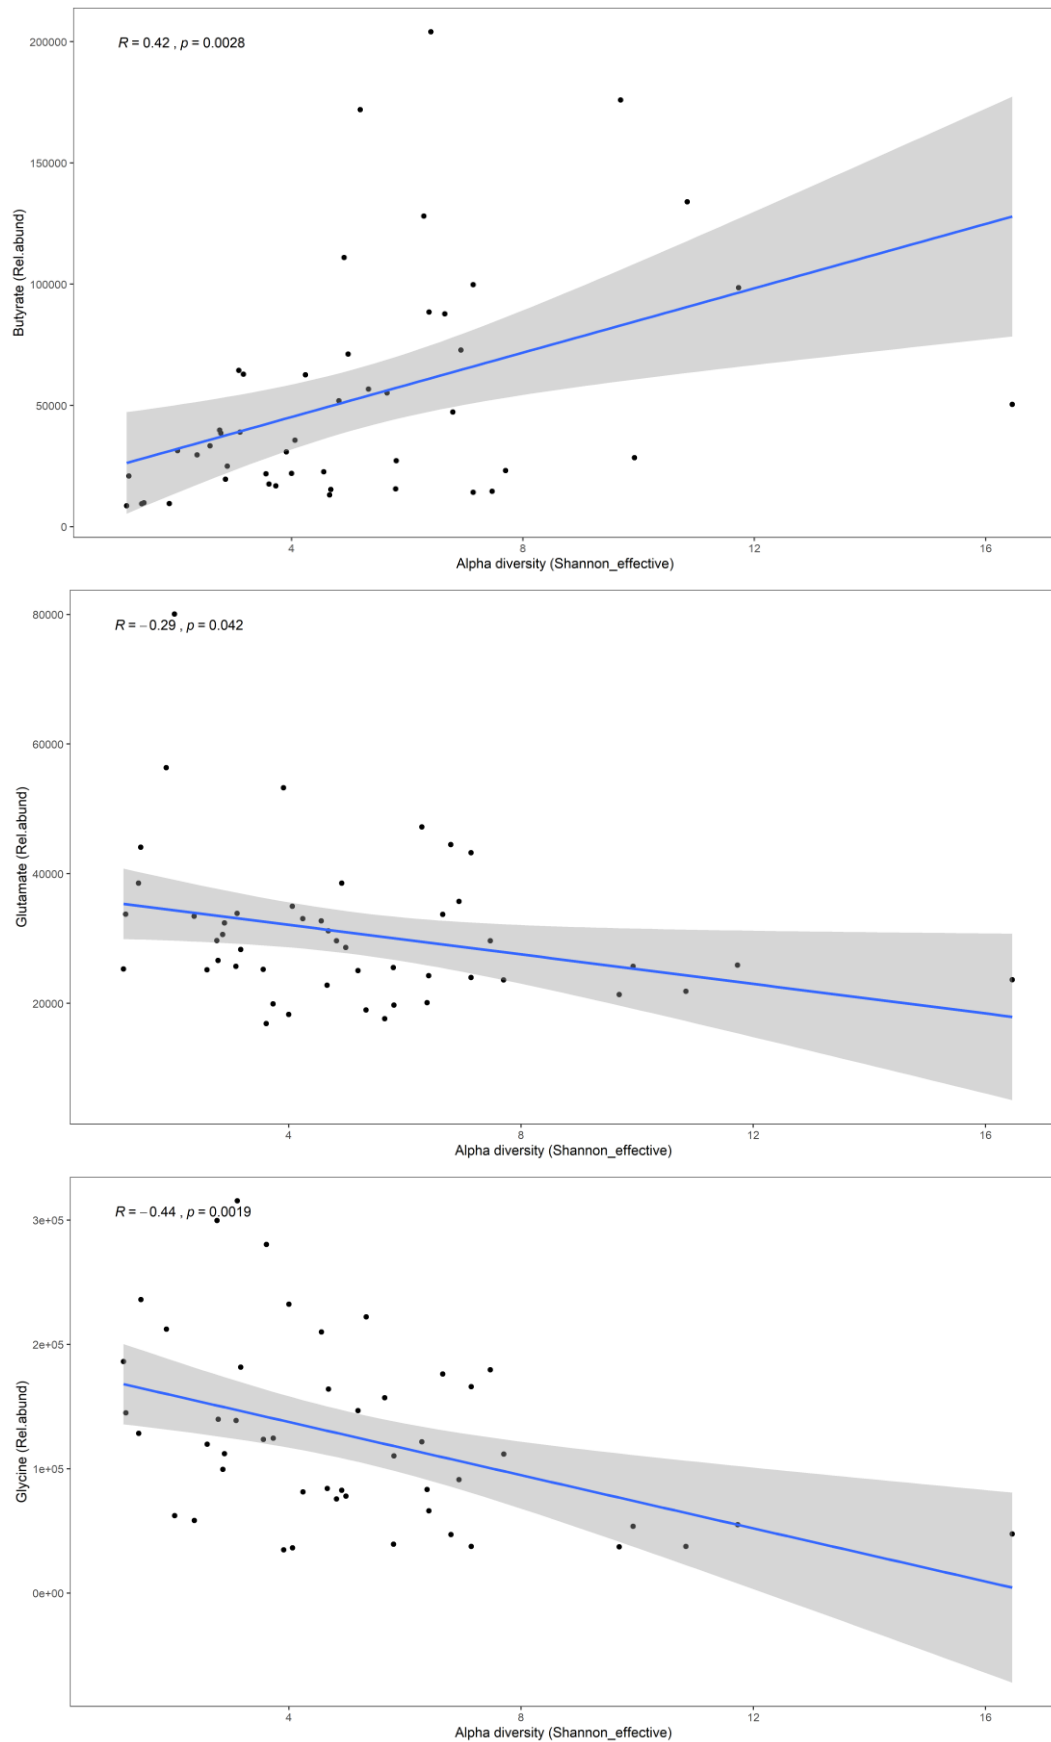 R = 0.42 , p = 0.0028
200000
150000
100000
50000
0
Butyrate (Rel.abund)
4 8 12 16
Alpha diversity (Shannon_effective)
R = −0.29 , p = 0.042
80000
60000
40000
20000
Glutamate (Rel.abund)
4 8 12 16
Alpha diversity (Shannon_effective)
R = −0.44 , p = 0.0019
3e+05
2e+05
1e+05
0e+00
Glycine (Rel.abund)
4 8 12 16
Alpha diversity (Shannon_effective)